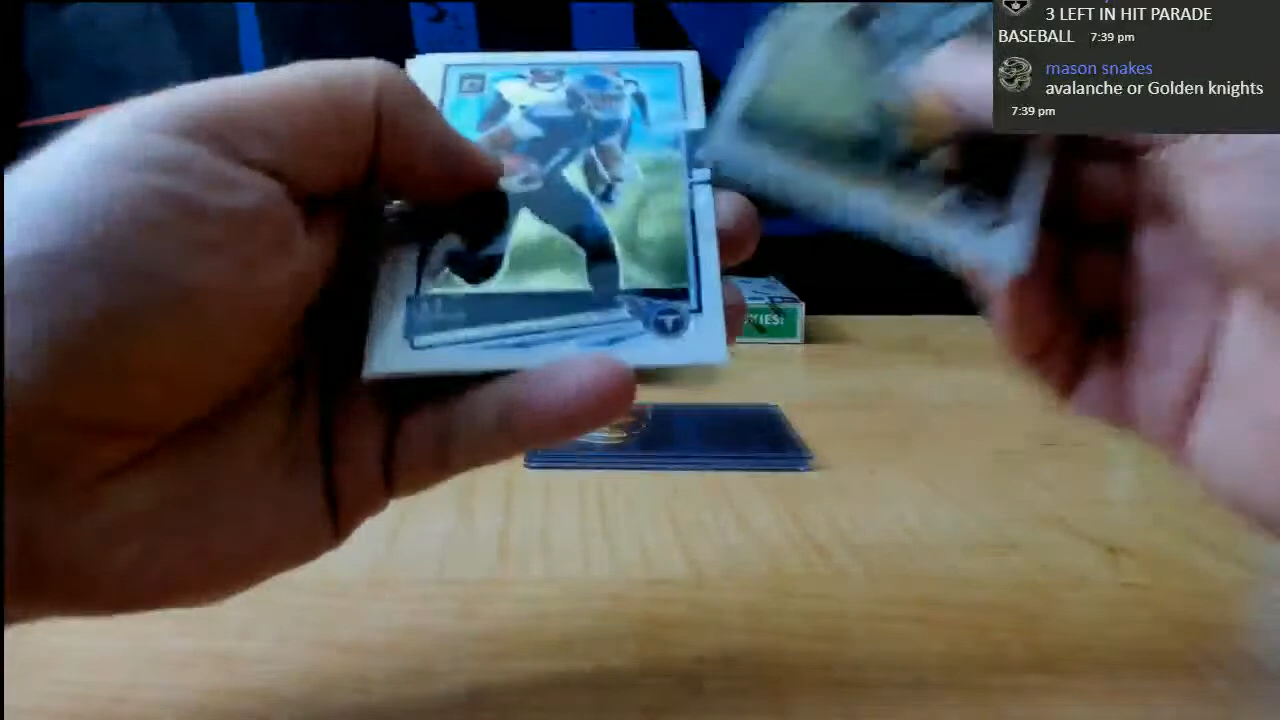 3 LEFT IN HIT PARADE
BASEBALL 7:39 pm
mason snakes
avalanche or Golden knights
7:39 pm